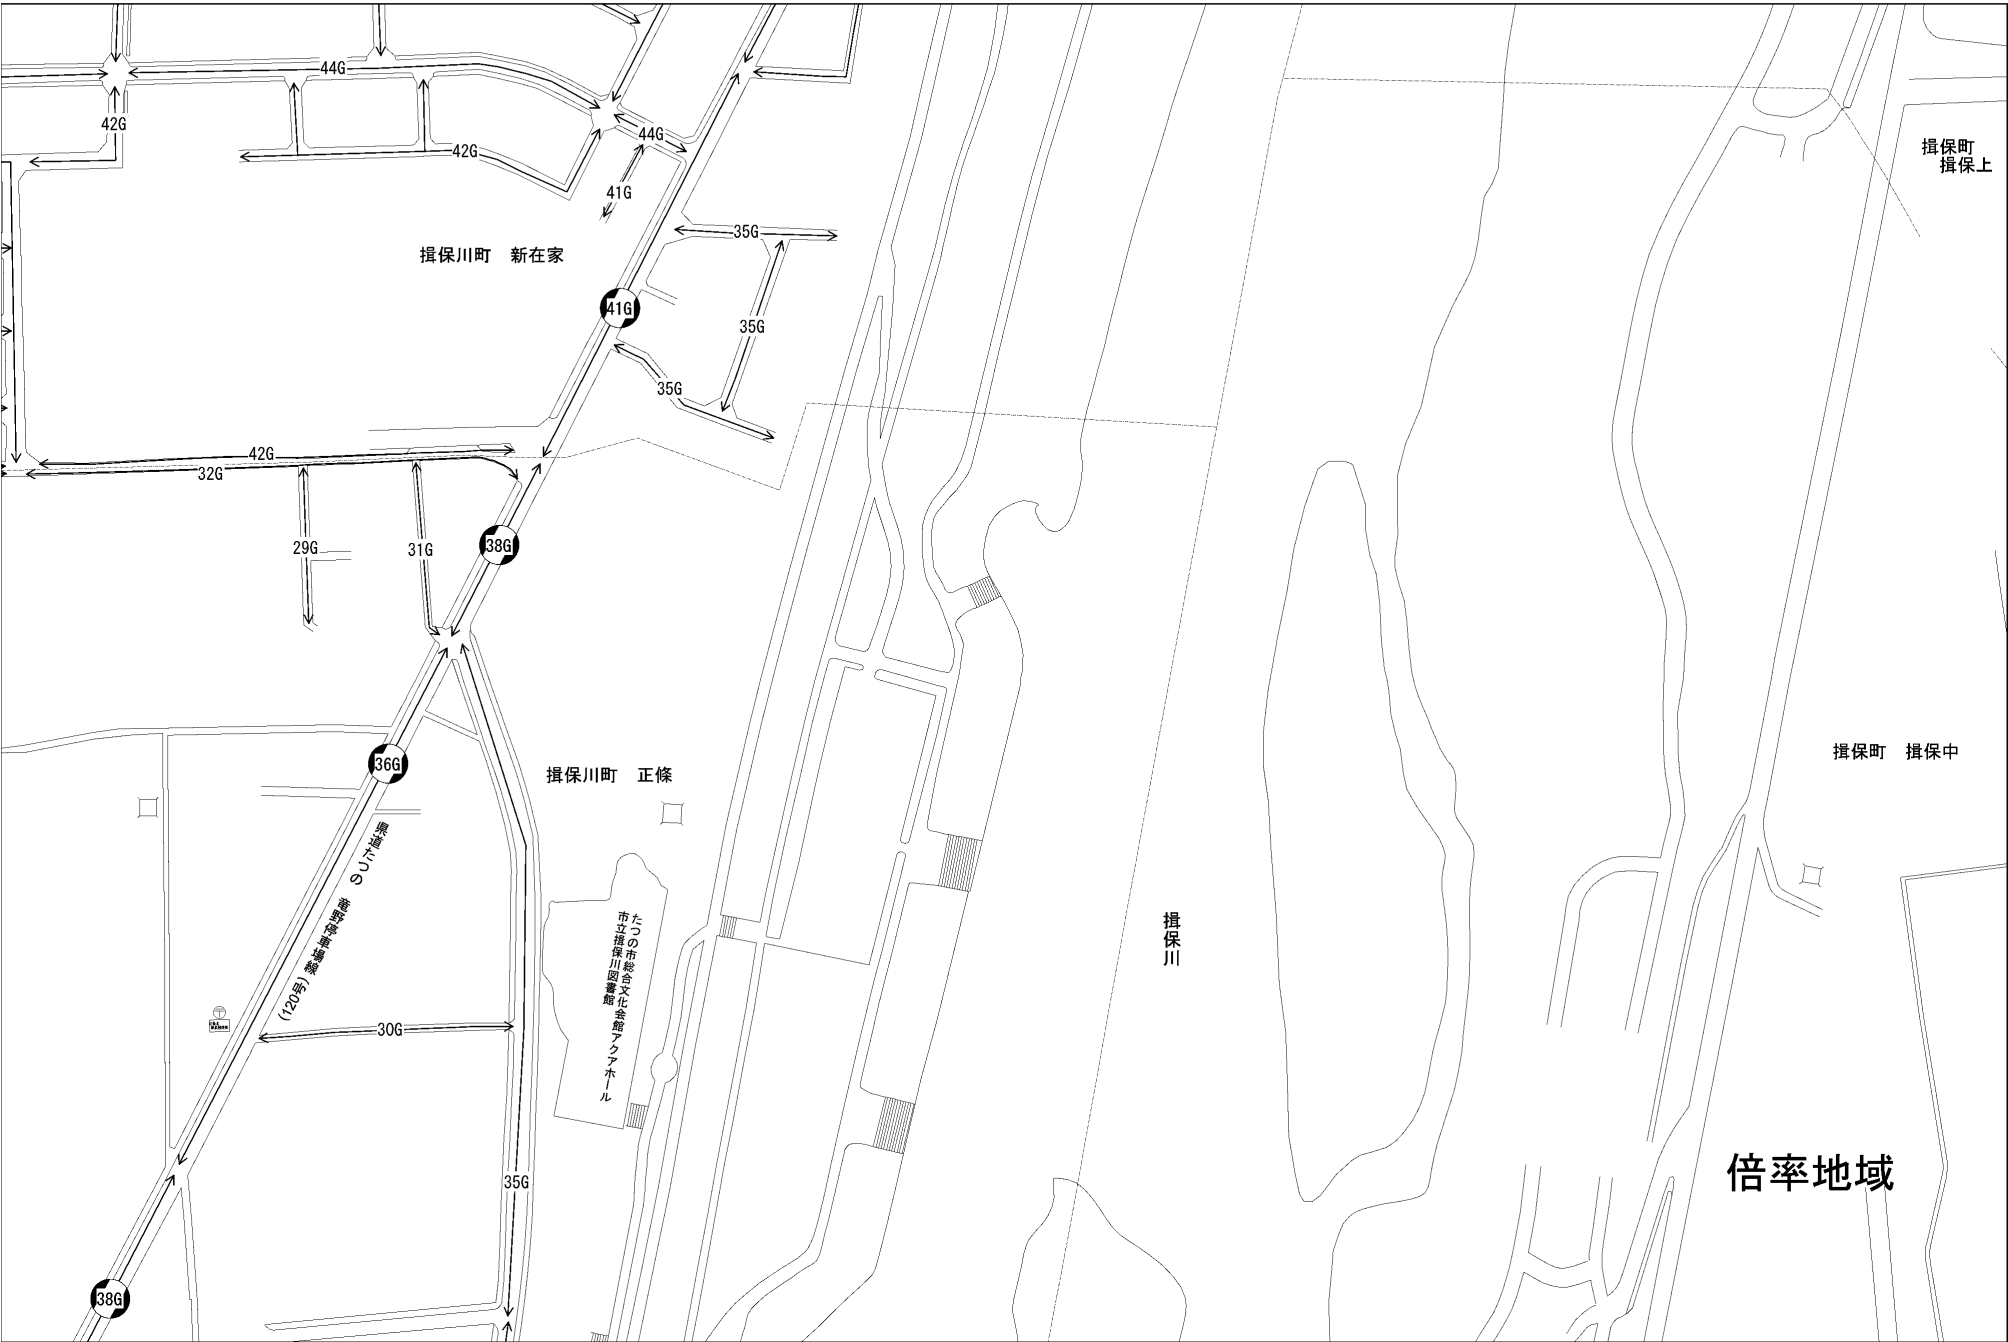 44G
42G
44G
42G
41G
揖保町
揖保上
35G
揖保川町　新在家
41G
35G
35G
42G
32G
38G
29G
31G
36G
揖保川町　正條
揖保町　揖保中
県道たつの　竜野停車場線
(120号)
たつの市総合文化会館アクアホール
市立揖保川図書館
揖保川
30G
倍率地域
35G
38G